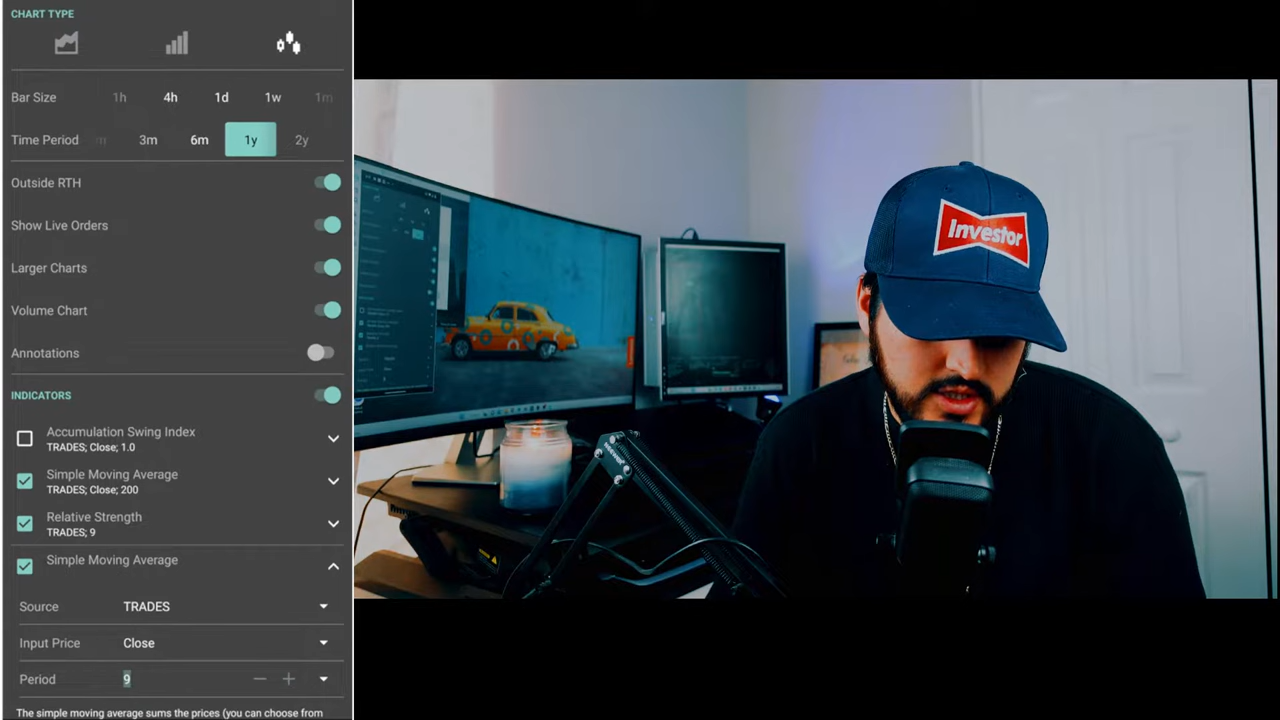 CHART TYPE
Bar Size 1h 4h 1d 1w 1m
Time Period m 3m 6m 1y 2y
Outside RTH
Show Live Orders
Larger Charts
Volume Chart
Annotations
INDICATORS
Accumulation Swing Index
TRADES; Close; 1.0
Simple Moving Average
TRADES; Close; 200
Relative Strength
TRADES; 9
Simple Moving Average
Source TRADES
Input Price Close
Period 9
The simple moving average sums the prices (you can choose from
Investor